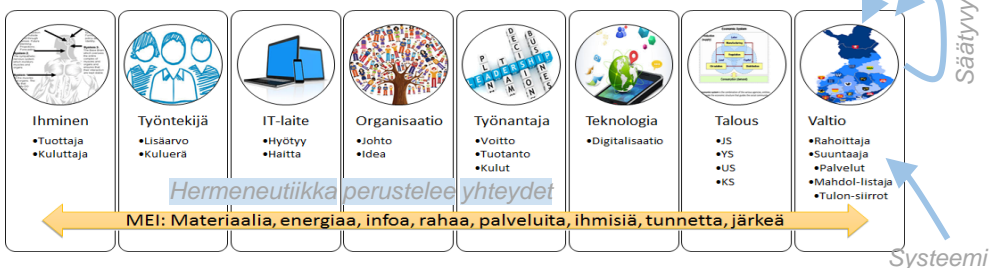 Säätyvy
Ihminen
•Tuottaja
•Kuluttaja
Työntekijä
•Lisäarvo
•Kuluerä
IT-laite
•Hyötyy
•Haitta
Organisaatio
•Johto
•Idea
Työnantaja
•Voitto
•Tuotanto
•Kulut
Teknologia
•Digitalisaatio
Talous
•JS
•YS
•US
•KS
Valtio
•Rahoittaja
•Suuntaaja
•Palvelut
•Mahdol-listaja
•Tulon-siirrot
LEADERSHIP
Hermeneutiikka perustelee yhteydet
MEI: Materiaalia, energiaa, infoa, rahaa, palveluita, ihmisiä, tunnetta, järkeä
Systeemi